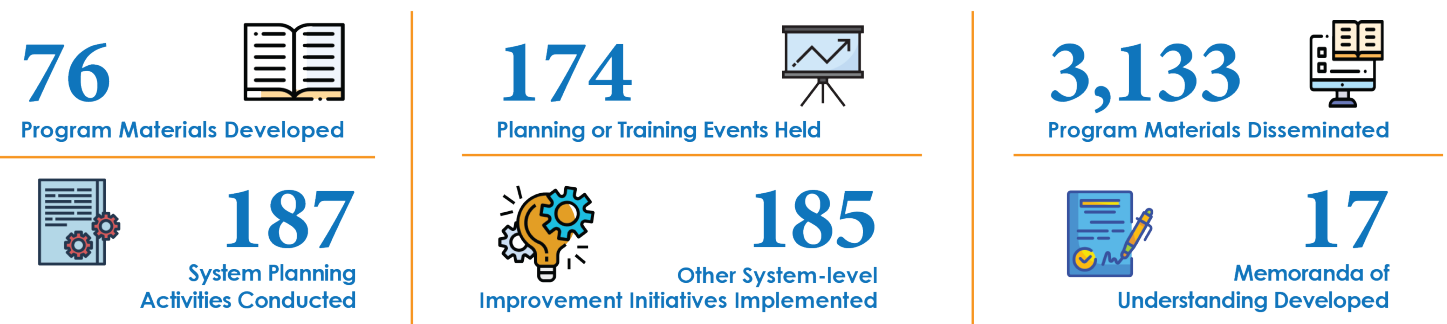 76
Program Materials Developed
174
Planning or Training Events Held
3,133
Program Materials Disseminated
187
System Planning
Activities Conducted
185
Other System-level
Improvement Initiatives Implemented
17
Memoranda of
Understanding Developed